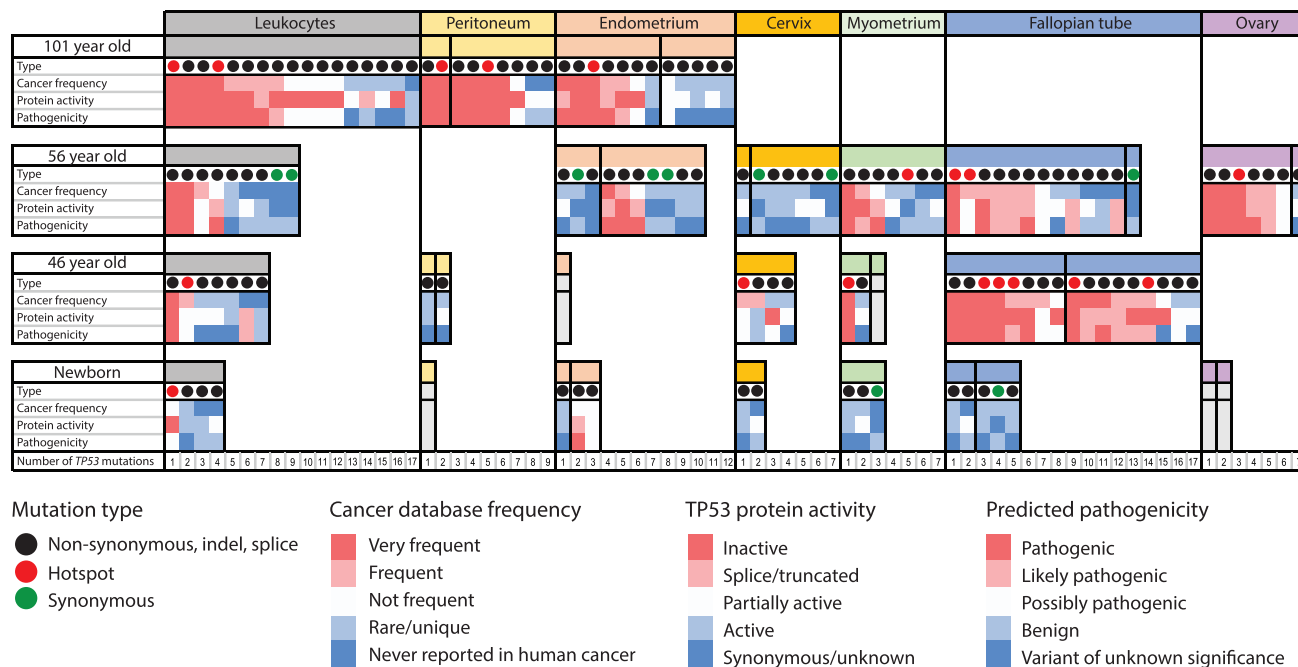 Leukocytes Peritoneum Endometrium Cervix Myometrium Fallopian tube Ovary
101 year old
Type
Cancer frequency
Protein activity
Pathogenicity
56 year old
Type
Cancer frequency
Protein activity
Pathogenicity
46 year old
Type
Cancer frequency
Protein activity
Pathogenicity
Newborn
Type
Cancer frequency
Protein activity
Pathogenicity
Number of TP53 mutations 1 2 3 4 5 6 7 8 9 10 11 12 13 14 15 16 17 1 2 3 4 5 6 7 8 9 1 2 3 4 5 6 7 8 9 10 11 12 1 2 3 4 5 6 7 1 2 3 4 5 6 7 1 2 3 4 5 6 7 8 9 10 11 12 13 14 15 16 17 1 2 3 4 5 6
Mutation type
Non-synonymous, indel, splice
Hotspot
Synonymous
Cancer database frequency
Very frequent
Frequent
Not frequent
Rare/unique
Never reported in human cancer
TP53 protein activity
Inactive
Splice/truncated
Partially active
Active
Synonymous/unknown
Predicted pathogenicity
Pathogenic
Likely pathogenic
Possibly pathogenic
Benign
Variant of unknown significance